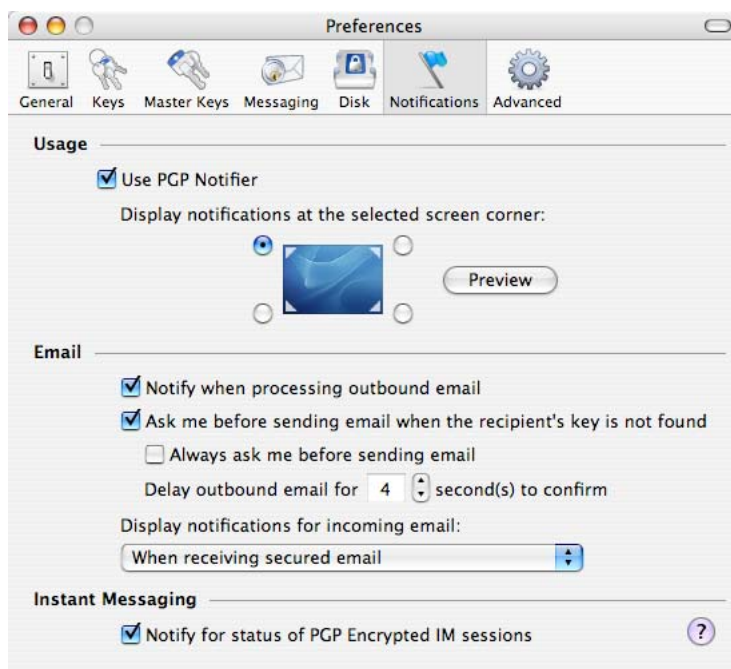 Preferences
General Keys Master Keys Messaging Disk Notifications Advanced
Usage
Use PGP Notifier
Display notifications at the selected screen corner:
Preview
Email
Notify when processing outbound email
Ask me before sending email when the recipient's key is not found
Always ask me before sending email
Delay outbound email for 4 second(s) to confirm
Display notifications for incoming email:
When receiving secured email
Instant Messaging
Notify for status of PGP Encrypted IM sessions
?